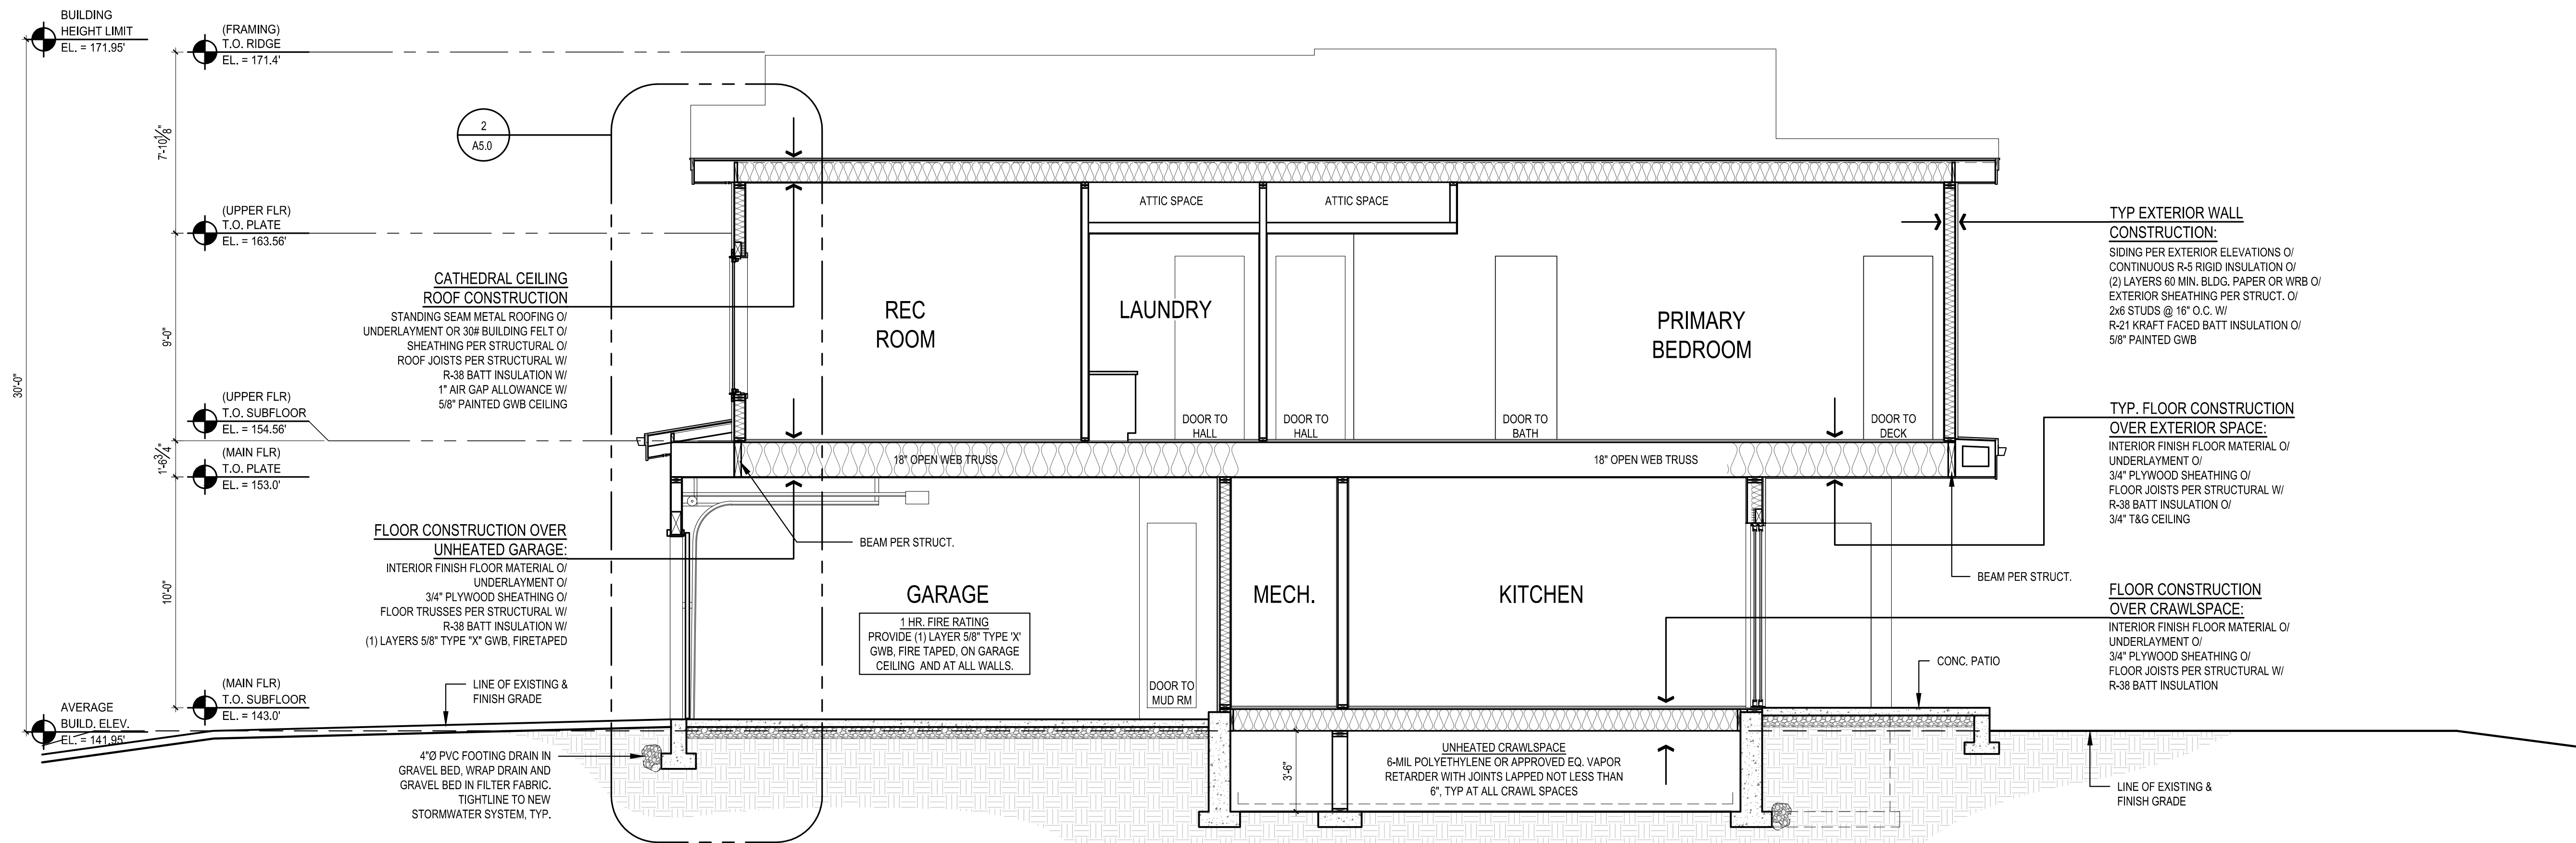 BUILDING
HEIGHT LIMIT
EL. = 171.95'
(FRAMING)
T.O. RIDGE
EL. = 171.4'
2
A5.0
7'-10 1/8"
(UPPER FLR)
T.O. PLATE
EL. = 163.56'
9'-0"
30'-0"
(UPPER FLR)
T.O. SUBFLOOR
EL. = 154.56'
1'-6 3/4"
(MAIN FLR)
T.O. PLATE
EL. = 153.0'
10'-0"
(MAIN FLR)
T.O. SUBFLOOR
EL. = 143.0'
AVERAGE
BUILD. ELEV.
EL. = 141.95'
CATHEDRAL CEILING
ROOF CONSTRUCTION
STANDING SEAM METAL ROOFING O/
UNDERLAYMENT OR 30# BUILDING FELT O/
SHEATHING PER STRUCTURAL O/
ROOF JOISTS PER STRUCTURAL W/
R-38 BATT INSULATION W/
1" AIR GAP ALLOWANCE W/
5/8" PAINTED GWB CEILING
FLOOR CONSTRUCTION OVER
UNHEATED GARAGE:
INTERIOR FINISH FLOOR MATERIAL O/
UNDERLAYMENT O/
3/4" PLYWOOD SHEATHING O/
FLOOR TRUSSES PER STRUCTURAL W/
R-38 BATT INSULATION W/
(1) LAYERS 5/8" TYPE "X" GWB, FIRETAPED
LINE OF EXISTING &
FINISH GRADE
4"Ø PVC FOOTING DRAIN IN
GRAVEL BED, WRAP DRAIN AND
GRAVEL BED IN FILTER FABRIC.
TIGHTLINE TO NEW
STORMWATER SYSTEM, TYP.
ATTIC SPACE
ATTIC SPACE
REC
ROOM
LAUNDRY
PRIMARY
BEDROOM
DOOR TO
HALL
DOOR TO
HALL
DOOR TO
BATH
DOOR TO
DECK
18" OPEN WEB TRUSS
18" OPEN WEB TRUSS
BEAM PER STRUCT.
GARAGE
1 HR. FIRE RATING
PROVIDE (1) LAYER 5/8" TYPE 'X'
GWB, FIRE TAPED, ON GARAGE
CEILING AND AT ALL WALLS.
DOOR TO
MUD RM
MECH.
KITCHEN
3'-6"
UNHEATED CRAWLSPACE
6-MIL POLYETHYLENE OR APPROVED EQ. VAPOR
RETARDER WITH JOINTS LAPPED NOT LESS THAN
6", TYP AT ALL CRAWL SPACES
TYP EXTERIOR WALL
CONSTRUCTION:
SIDING PER EXTERIOR ELEVATIONS O/
CONTINUOUS R-5 RIGID INSULATION O/
(2) LAYERS 60 MIN. BLDG. PAPER OR WRB O/
EXTERIOR SHEATHING PER STRUCT. O/
2x6 STUDS @ 16" O.C. W/
R-21 KRAFT FACED BATT INSULATION O/
5/8" PAINTED GWB
TYP. FLOOR CONSTRUCTION
OVER EXTERIOR SPACE:
INTERIOR FINISH FLOOR MATERIAL O/
UNDERLAYMENT O/
3/4" PLYWOOD SHEATHING O/
FLOOR JOISTS PER STRUCTURAL W/
R-38 BATT INSULATION O/
3/4" T&G CEILING
BEAM PER STRUCT.
FLOOR CONSTRUCTION
OVER CRAWLSPACE:
INTERIOR FINISH FLOOR MATERIAL O/
UNDERLAYMENT O/
3/4" PLYWOOD SHEATHING O/
FLOOR JOISTS PER STRUCTURAL W/
R-38 BATT INSULATION
CONC. PATIO
LINE OF EXISTING &
FINISH GRADE